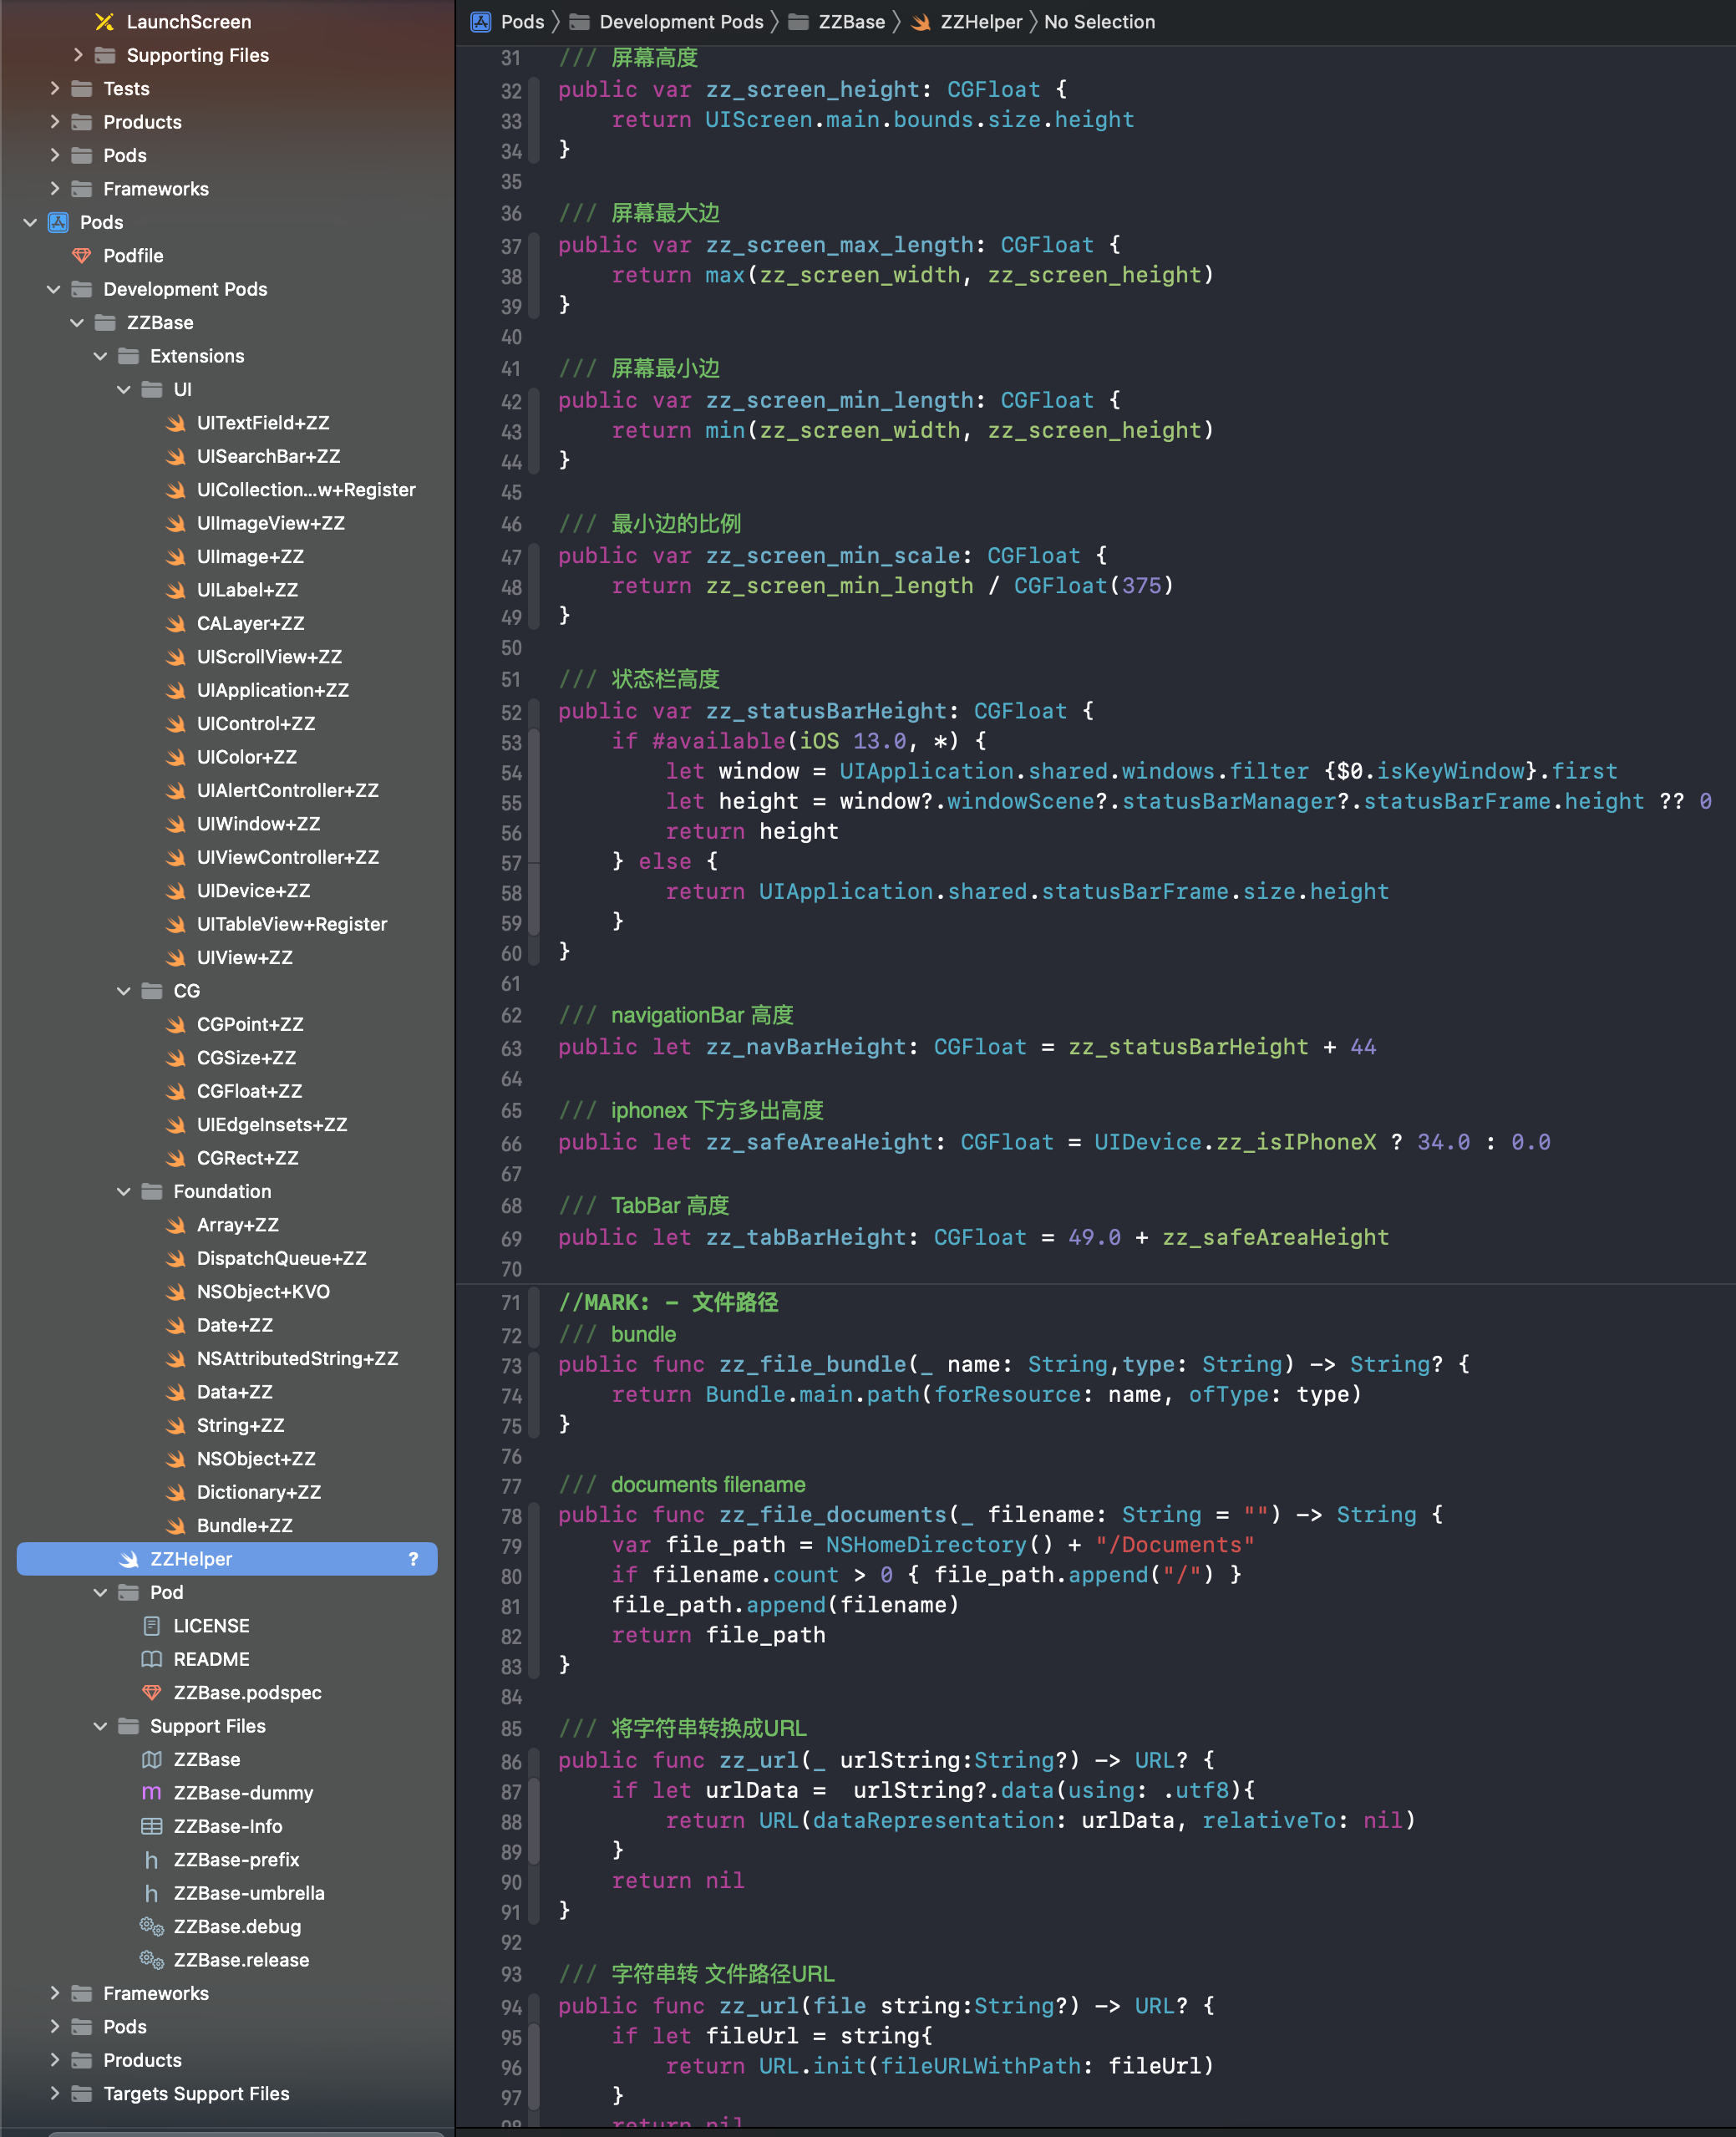 LaunchScreen
Supporting Files
Tests
Products
Pods
Frameworks
Pods
Podfile
Development Pods
ZZBase
Extensions
UI
UITextField+ZZ
UISearchBar+ZZ
UICollection...w+Register
UIImageView+ZZ
UIImage+ZZ
UILabel+ZZ
CALayer+ZZ
UIScrollView+ZZ
UIApplication+ZZ
UIControl+ZZ
UIColor+ZZ
UIAlertController+ZZ
UIWindow+ZZ
UIViewController+ZZ
UIDevice+ZZ
UITableView+Register
UIView+ZZ
CG
CGPoint+ZZ
CGSize+ZZ
CGFloat+ZZ
UIEdgeInsets+ZZ
CGRect+ZZ
Foundation
Array+ZZ
DispatchQueue+ZZ
NSObject+KVO
Date+ZZ
NSAttributedString+ZZ
Data+ZZ
String+ZZ
NSObject+ZZ
Dictionary+ZZ
Bundle+ZZ
ZZHelper ?
Pod
LICENSE
README
ZZBase.podspec
Support Files
ZZBase
ZZBase-dummy
ZZBase-Info
ZZBase-prefix
ZZBase-umbrella
ZZBase.debug
ZZBase.release
Frameworks
Pods
Products
Targets Support Files
Pods 〉 Development Pods 〉 ZZBase 〉 ZZHelper 〉 No Selection
31 /// 屏幕高度
32 public var zz_screen_height: CGFloat {
33     return UIScreen.main.bounds.size.height
34 }
35
36 /// 屏幕最大边
37 public var zz_screen_max_length: CGFloat {
38     return max(zz_screen_width, zz_screen_height)
39 }
40
41 /// 屏幕最小边
42 public var zz_screen_min_length: CGFloat {
43     return min(zz_screen_width, zz_screen_height)
44 }
45
46 /// 最小边的比例
47 public var zz_screen_min_scale: CGFloat {
48     return zz_screen_min_length / CGFloat(375)
49 }
50
51 /// 状态栏高度
52 public var zz_statusBarHeight: CGFloat {
53     if #available(iOS 13.0, *) {
54         let window = UIApplication.shared.windows.filter {$0.isKeyWindow}.first
55         let height = window?.windowScene?.statusBarManager?.statusBarFrame.height ?? 0
56         return height
57     } else {
58         return UIApplication.shared.statusBarFrame.size.height
59     }
60 }
61
62 /// navigationBar 高度
63 public let zz_navBarHeight: CGFloat = zz_statusBarHeight + 44
64
65 /// iphonex 下方多出高度
66 public let zz_safeAreaHeight: CGFloat = UIDevice.zz_isIPhoneX ? 34.0 : 0.0
67
68 /// TabBar 高度
69 public let zz_tabBarHeight: CGFloat = 49.0 + zz_safeAreaHeight
70
71 //MARK: - 文件路径
72 /// bundle
73 public func zz_file_bundle(_ name: String,type: String) -> String? {
74     return Bundle.main.path(forResource: name, ofType: type)
75 }
76
77 /// documents filename
78 public func zz_file_documents(_ filename: String = "") -> String {
79     var file_path = NSHomeDirectory() + "/Documents"
80     if filename.count > 0 { file_path.append("/") }
81     file_path.append(filename)
82     return file_path
83 }
84
85 /// 将字符串转换成URL
86 public func zz_url(_ urlString:String?) -> URL? {
87     if let urlData =  urlString?.data(using: .utf8){
88         return URL(dataRepresentation: urlData, relativeTo: nil)
89     }
90     return nil
91 }
92
93 /// 字符串转 文件路径URL
94 public func zz_url(file string:String?) -> URL? {
95     if let fileUrl = string{
96         return URL.init(fileURLWithPath: fileUrl)
97     }
98     return nil